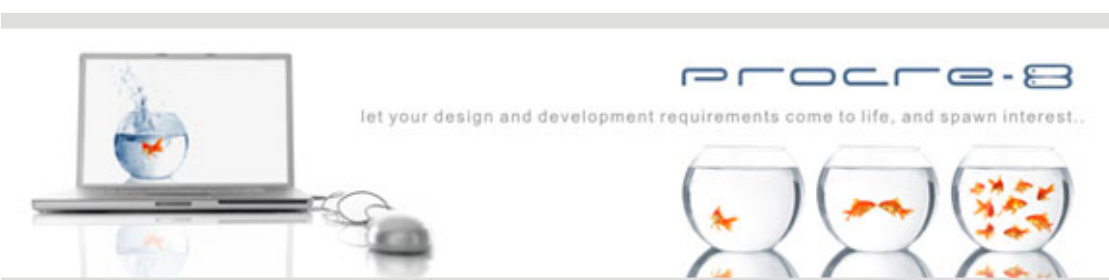 procre-8
let your design and development requirements come to life, and spawn interest..